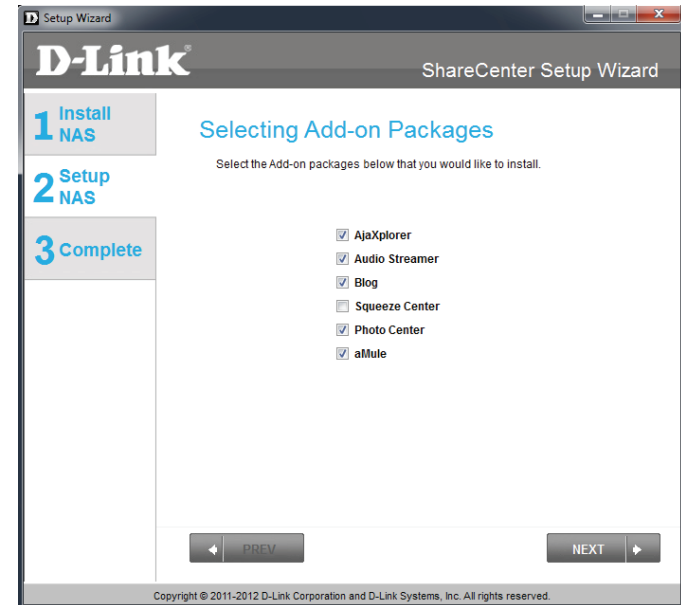 Setup Wizard
D-Link®
ShareCenter Setup Wizard
1 Install NAS
2 Setup NAS
3 Complete
Selecting Add-on Packages
Select the Add-on packages below that you would like to install.
AjaXplorer
Audio Streamer
Blog
Squeeze Center
Photo Center
aMule
PREV
NEXT
Copyright © 2011-2012 D-Link Corporation and D-Link Systems, Inc. All rights reserved.